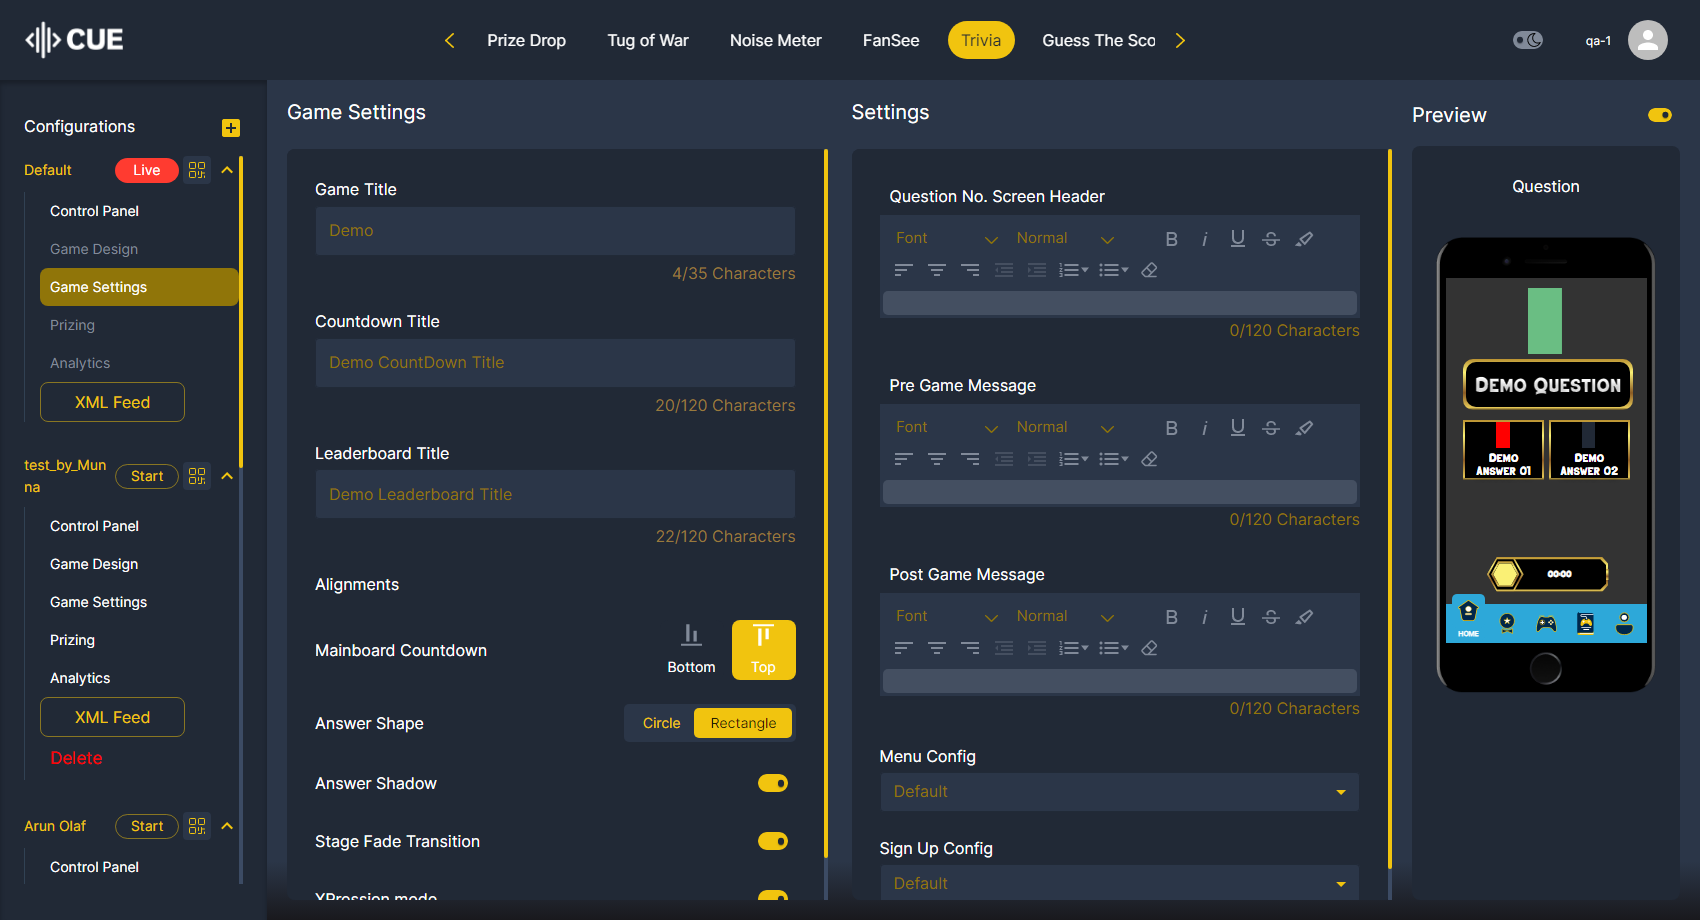 CUE
Prize Drop
Tug of War
Noise Meter
FanSee
Trivia
Guess The Sco
qa-1
Configurations
Default
Live
Control Panel
Game Design
Game Settings
Prizing
Analytics
XML Feed
test_by_Mun
na
Start
Control Panel
Game Design
Game Settings
Prizing
Analytics
XML Feed
Delete
Arun Olaf
Start
Control Panel
Game Settings
Game Title
Demo
4/35 Characters
Countdown Title
Demo CountDown Title
20/120 Characters
Leaderboard Title
Demo Leaderboard Title
22/120 Characters
Alignments
Mainboard Countdown
Bottom
Top
Answer Shape
Circle
Rectangle
Answer Shadow
Stage Fade Transition
XPression mode
Settings
Question No. Screen Header
Font
Normal
0/120 Characters
Pre Game Message
Font
Normal
0/120 Characters
Post Game Message
Font
Normal
0/120 Characters
Menu Config
Default
Sign Up Config
Default
Preview
Question
DEMO QUESTION
DEMO
ANSWER 01
DEMO
ANSWER 02
00:00
HOME